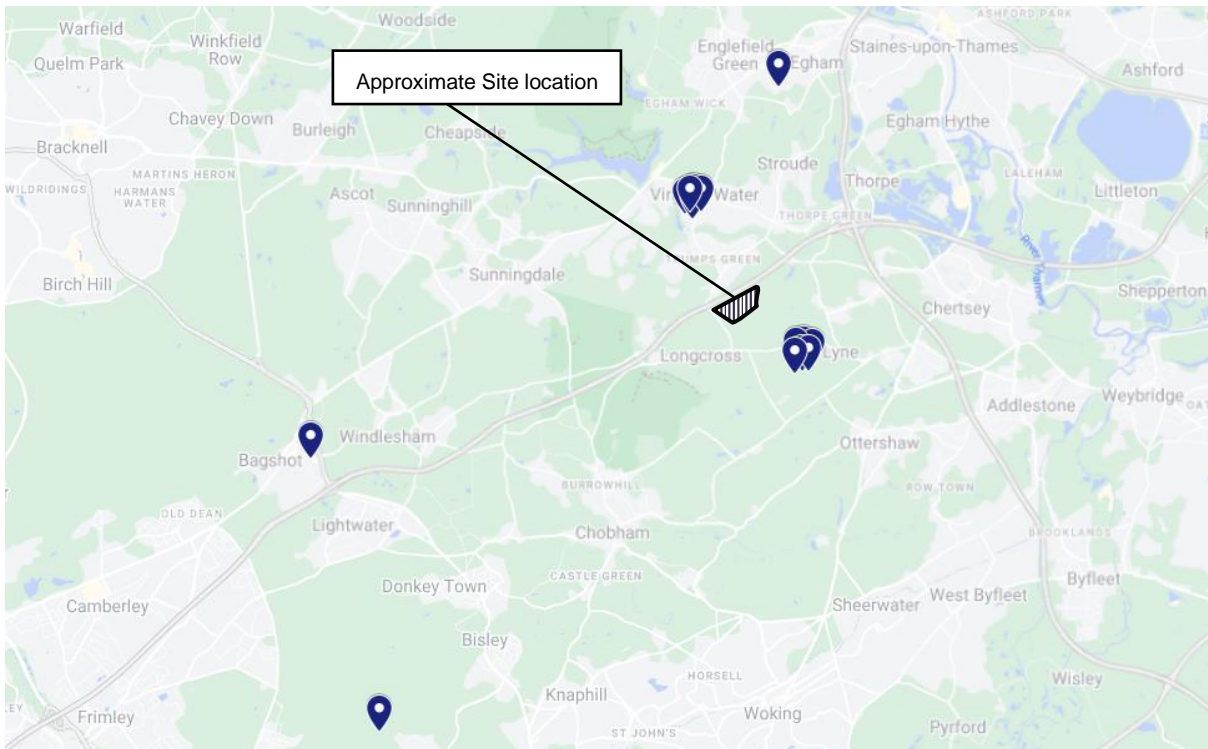 Woodside
ASHFORD PARK
Warfield
Winkfield
Row
Englefield
Green
Egham
Staines-upon-Thames
Quelm Park
Approximate Site location
Ashford
EGHAM WICK
Chavey Down
Burleigh
Cheapside
Egham Hythe
Bracknell
MARTINS HERON
Stroude
LALEHAM
WILDRIDINGS
HARMANS
WATER
Ascot
Sunninghill
Water
Thorpe
Littleton
THORPE GREEN
River Thames
Sunningdale
Birch Hill
Shepperton
Chertsey
Longcross
Lyne
Weybridge
Addlestone
Windlesham
Ottershaw
Bagshot
BURROWHILL
ROW TOWN
OLD DEAN
Lightwater
Chobham
BROOKLANDS
CASTLE GREEN
Donkey Town
Byfleet
Camberley
Sheerwater
West Byfleet
Bisley
HORSELL
Wisley
Knaphill
Woking
Frimley
ST JOHN'S
Pyrford